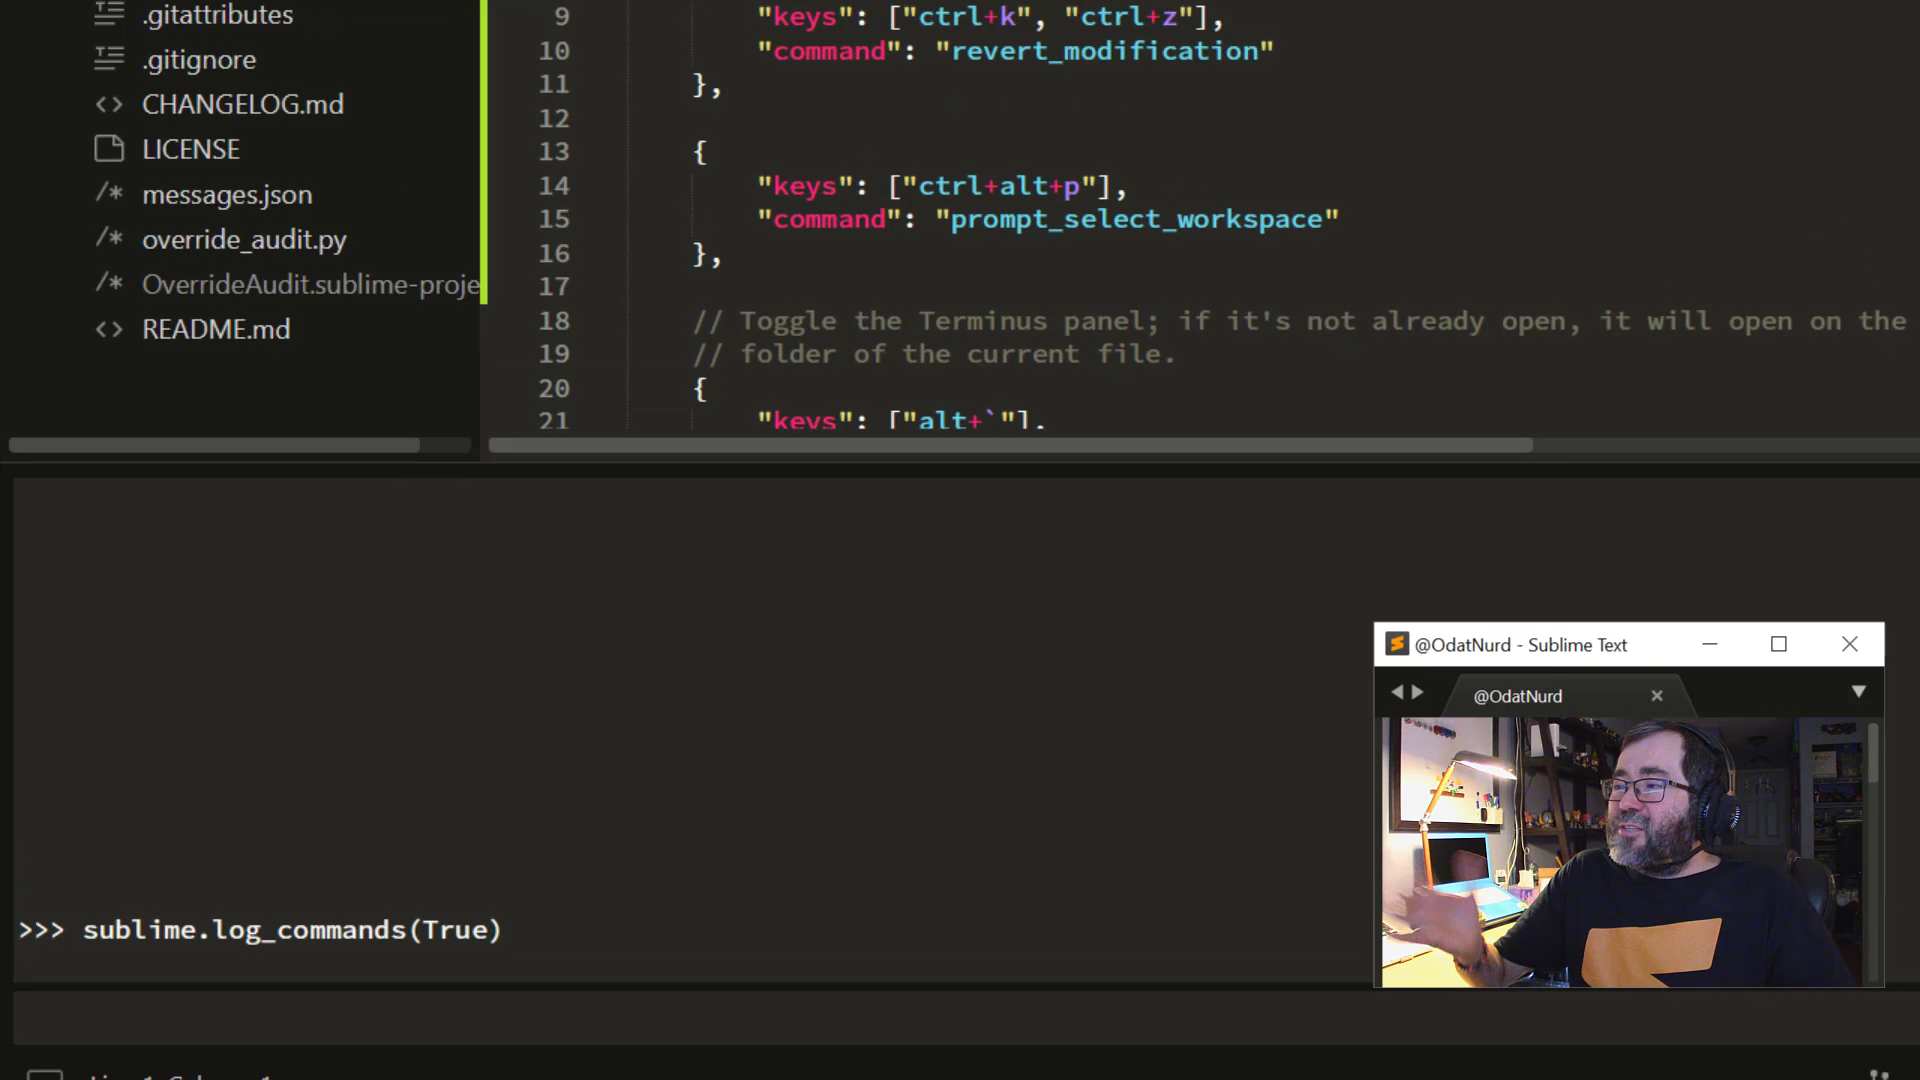 .gitattributes
.gitignore
CHANGELOG.md
LICENSE
messages.json
override_audit.py
OverrideAudit.sublime-proje
README.md
9 "keys": ["ctrl+k", "ctrl+z"],
10 "command": "revert_modification"
11 },
12
13 {
14 "keys": ["ctrl+alt+p"],
15 "command": "prompt_select_workspace"
16 },
17
18 // Toggle the Terminus panel; if it's not already open, it will open on the
19 // folder of the current file.
20 {
21 "keys": ["alt+`"],
>>> sublime.log_commands(True)
@OdatNurd - Sublime Text
@OdatNurd